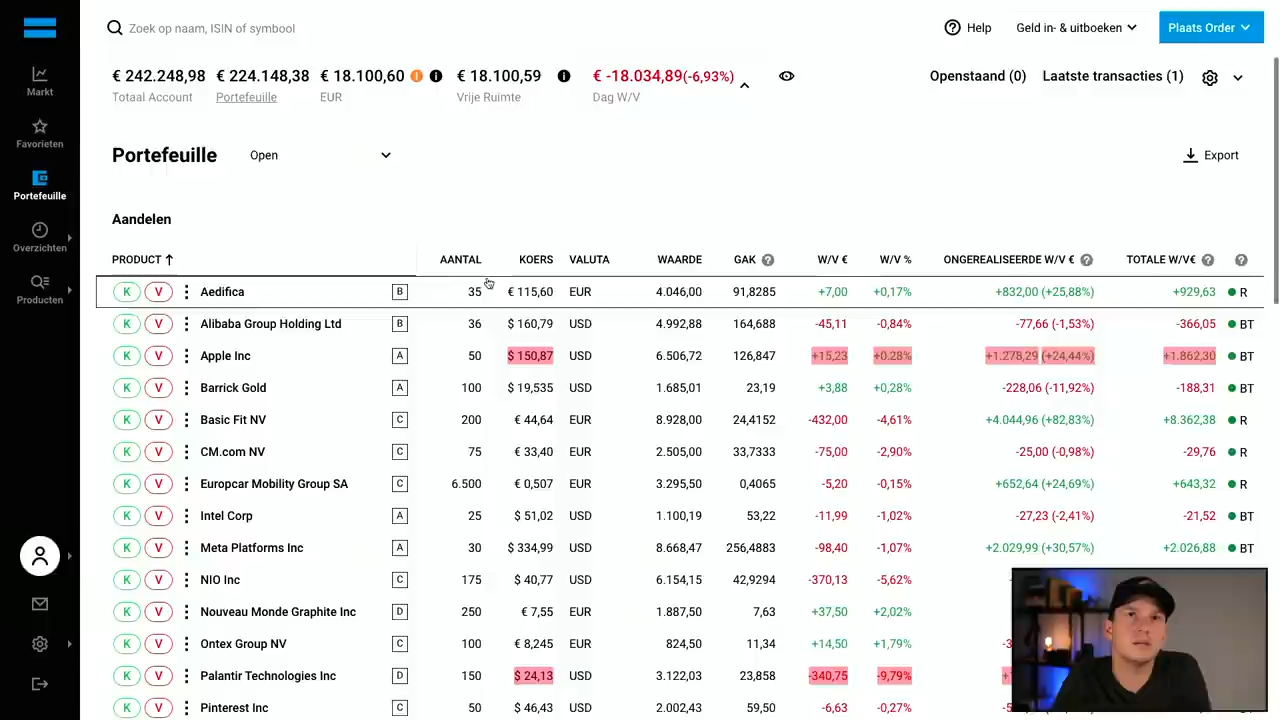 Zoek op naam, ISIN of symbool
Help
Geld in- & uitboeken
Plaats Order
€ 242.248,98 € 224.148,38 € 18.100,60 € 18.100,59 € -18.034,89(-6,93%)
Totaal Account Portefeuille EUR Vrije Ruimte Dag W/V
Openstaand (0) Laatste transacties (1)
Markt
Favorieten
Portefeuille
Overzichten
Producten
Portefeuille Open Export
Aandelen
PRODUCT AANTAL KOERS VALUTA WAARDE GAK W/V € W/V % ONGEREALISEERDE W/V € TOTALE W/V€
K V Aedifica B 35 € 115,60 EUR 4.046,00 91,8285 +7,00 +0,17% +832,00 (+25,88%) +929,63 R
K V Alibaba Group Holding Ltd B 36 $ 160,79 USD 4.992,88 164,688 -45,11 -0,84% -77,66 (-1,53%) -366,05 BT
K V Apple Inc A 50 $ 150,87 USD 6.506,72 126,847 +15,23 +0.28% +1.278,29 (+24,44%) +1.862,30 BT
K V Barrick Gold A 100 $ 19,535 USD 1.685,01 23,19 +3,88 +0,28% -228,06 (-11,92%) -188,31 BT
K V Basic Fit NV C 200 € 44,64 EUR 8.928,00 24,4152 -432,00 -4,61% +4.044,96 (+82,83%) +8.362,38 R
K V CM.com NV C 75 € 33,40 EUR 2.505,00 33,7333 -75,00 -2,90% -25,00 (-0,98%) -29,76 R
K V Europcar Mobility Group SA C 6.500 € 0,507 EUR 3.295,50 0,4065 -5,20 -0,15% +652,64 (+24,69%) +643,32 R
K V Intel Corp A 25 $ 51,02 USD 1.100,19 53,22 -11,99 -1,02% -27,23 (-2,41%) -21,52 BT
K V Meta Platforms Inc A 30 $ 334,99 USD 8.668,47 256,4883 -98,40 -1,07% +2.029,99 (+30,57%) +2.026,88 BT
K V NIO Inc C 175 $ 40,77 USD 6.154,15 42,9294 -370,13 -5,62%
K V Nouveau Monde Graphite Inc D 250 € 7,55 EUR 1.887,50 7,63 +37,50 +2,02%
K V Ontex Group NV C 100 € 8,245 EUR 824,50 11,34 +14,50 +1,79%
K V Palantir Technologies Inc D 150 $ 24,13 USD 3.122,03 23,858 -340,75 -9,79%
K V Pinterest Inc C 50 $ 46,43 USD 2.002,43 59,50 -6,63 -0,27%